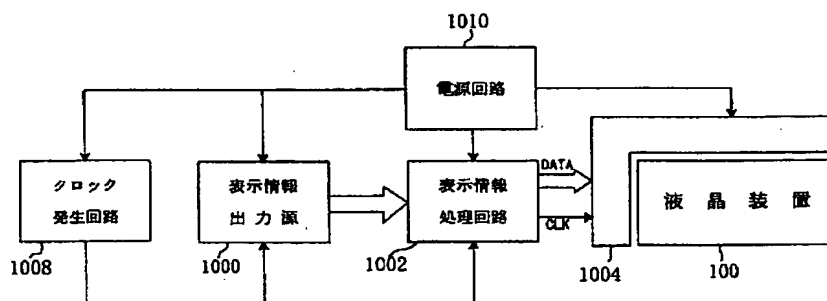 1010
電源回路
クロック
発生回路
1008
表示情報
出力源
1000
表示情報
処理回路
1002
DATA
CLK
1004
液晶装置
100